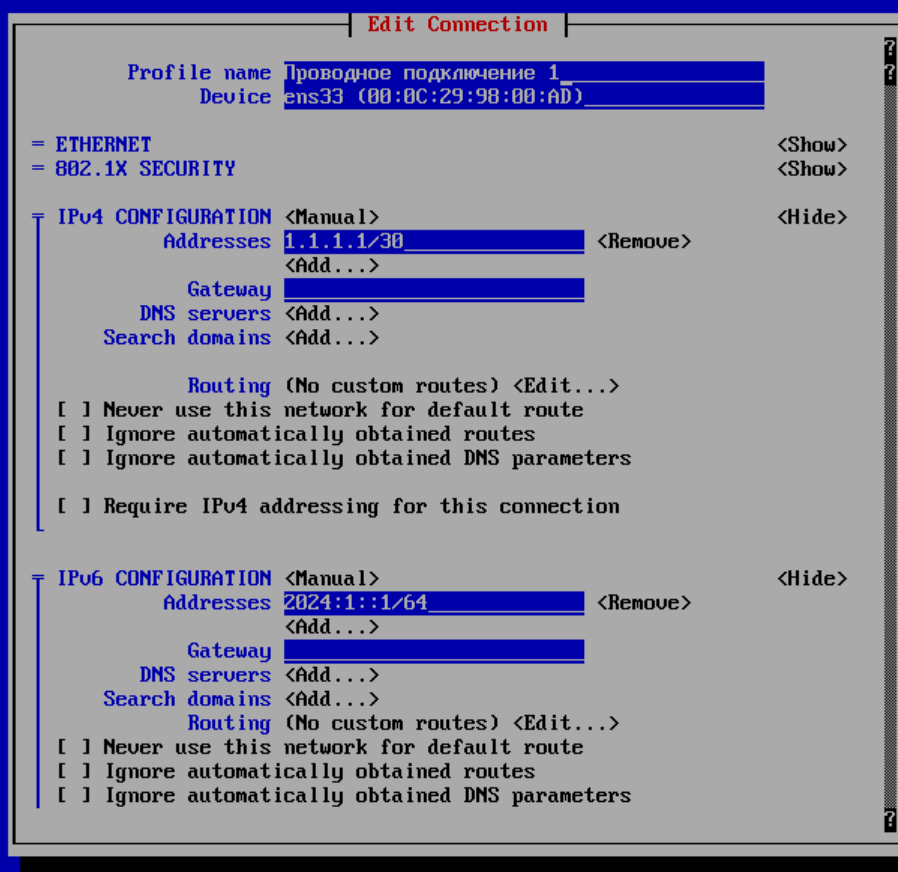 Edit Connection
?
Profile name Проводное подключение 1_ ?
Device ens33 (00:0C:29:98:00:AD)
= ETHERNET <Show>
= 802.1X SECURITY <Show>
IPv4 CONFIGURATION <Manual> <Hide>
Addresses 1.1.1.1/30 <Remove>
<Add...>
Gateway
DNS servers <Add...>
Search domains <Add...>
Routing (No custom routes) <Edit...>
[ ] Never use this network for default route
[ ] Ignore automatically obtained routes
[ ] Ignore automatically obtained DNS parameters
[ ] Require IPv4 addressing for this connection
IPv6 CONFIGURATION <Manual> <Hide>
Addresses 2024:1::1/64 <Remove>
<Add...>
Gateway
DNS servers <Add...>
Search domains <Add...>
Routing (No custom routes) <Edit...>
[ ] Never use this network for default route
[ ] Ignore automatically obtained routes
[ ] Ignore automatically obtained DNS parameters
?